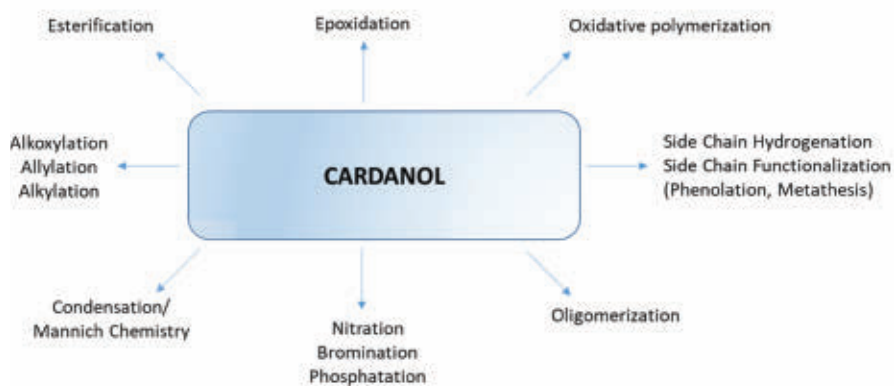 Esterification
Epoxidation
Oxidative polymerization
Alkoxylation
Allylation
Alkylation
CARDANOL
Side Chain Hydrogenation
Side Chain Functionalization
(Phenolation, Metathesis)
Condensation/
Mannich Chemistry
Nitration
Bromination
Phosphatation
Oligomerization